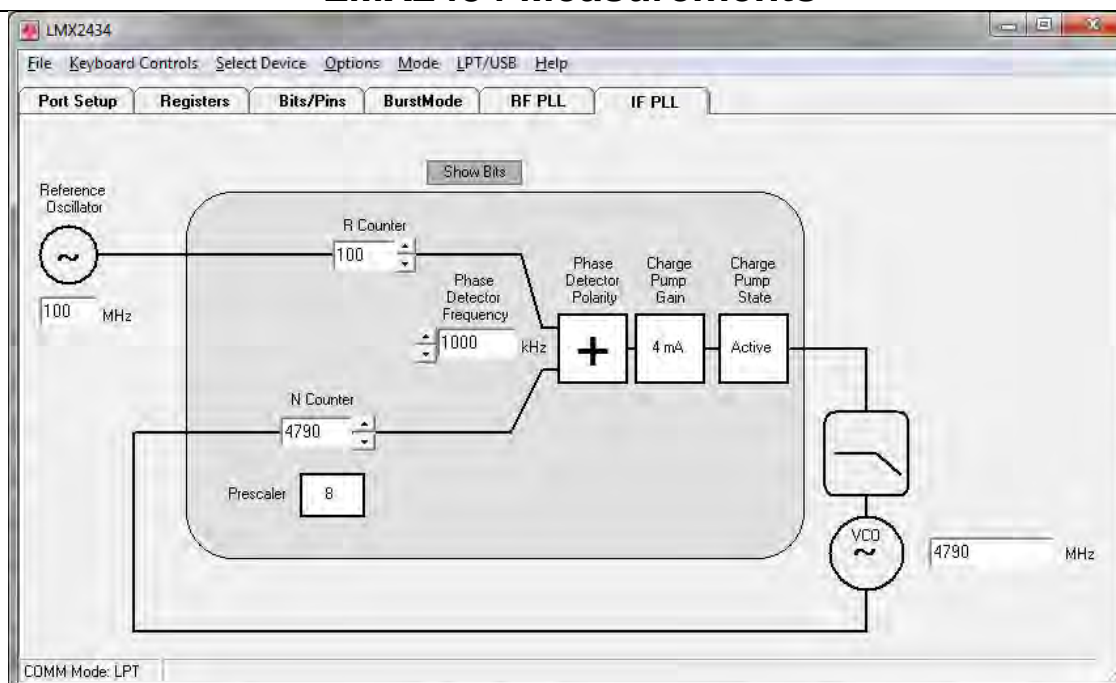 LMX2434
File Keyboard Controls Select Device Options Mode LPT/USB Help
Port Setup Registers Bits/Pins BurstMode RF PLL IF PLL
Show Bits
Reference
Oscillator
100 MHz
R Counter
100
Phase
Detector
Frequency
1000 kHz
Phase
Detector
Polarity
+
Charge
Pump
Gain
4 mA
Charge
Pump
State
Active
N Counter
4790
Prescaler 8
VCO
4790 MHz
COMM Mode: LPT